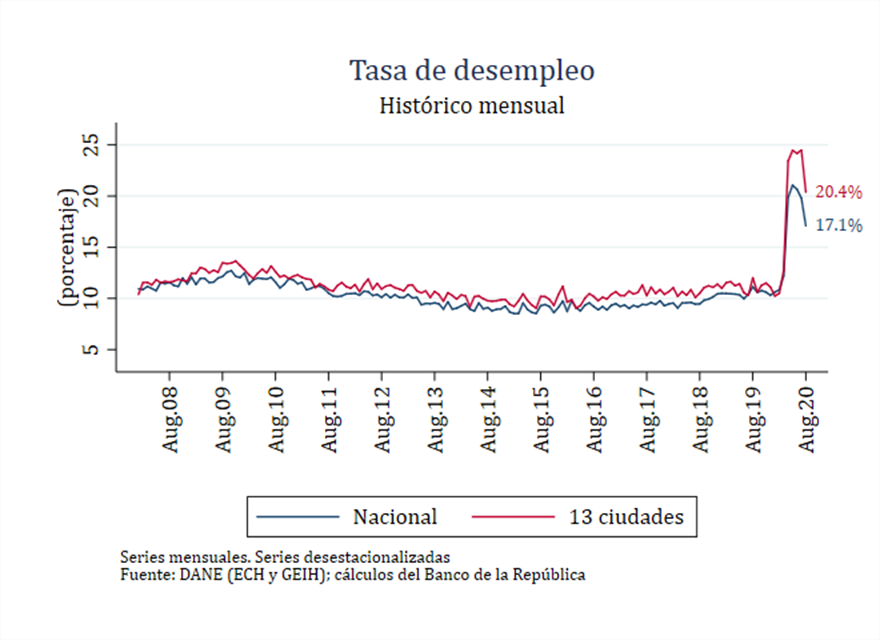 Tasa de desempleo
Histórico mensual
(porcentaje)
25
20
15
10
5
20.4%
17.1%
Aug.08
Aug.09
Aug.10
Aug.11
Aug.12
Aug.13
Aug.14
Aug.15
Aug.16
Aug.17
Aug.18
Aug.19
Aug.20
Nacional
13 ciudades
Series mensuales. Series desestacionalizadas
Fuente: DANE (ECH y GEIH); cálculos del Banco de la República